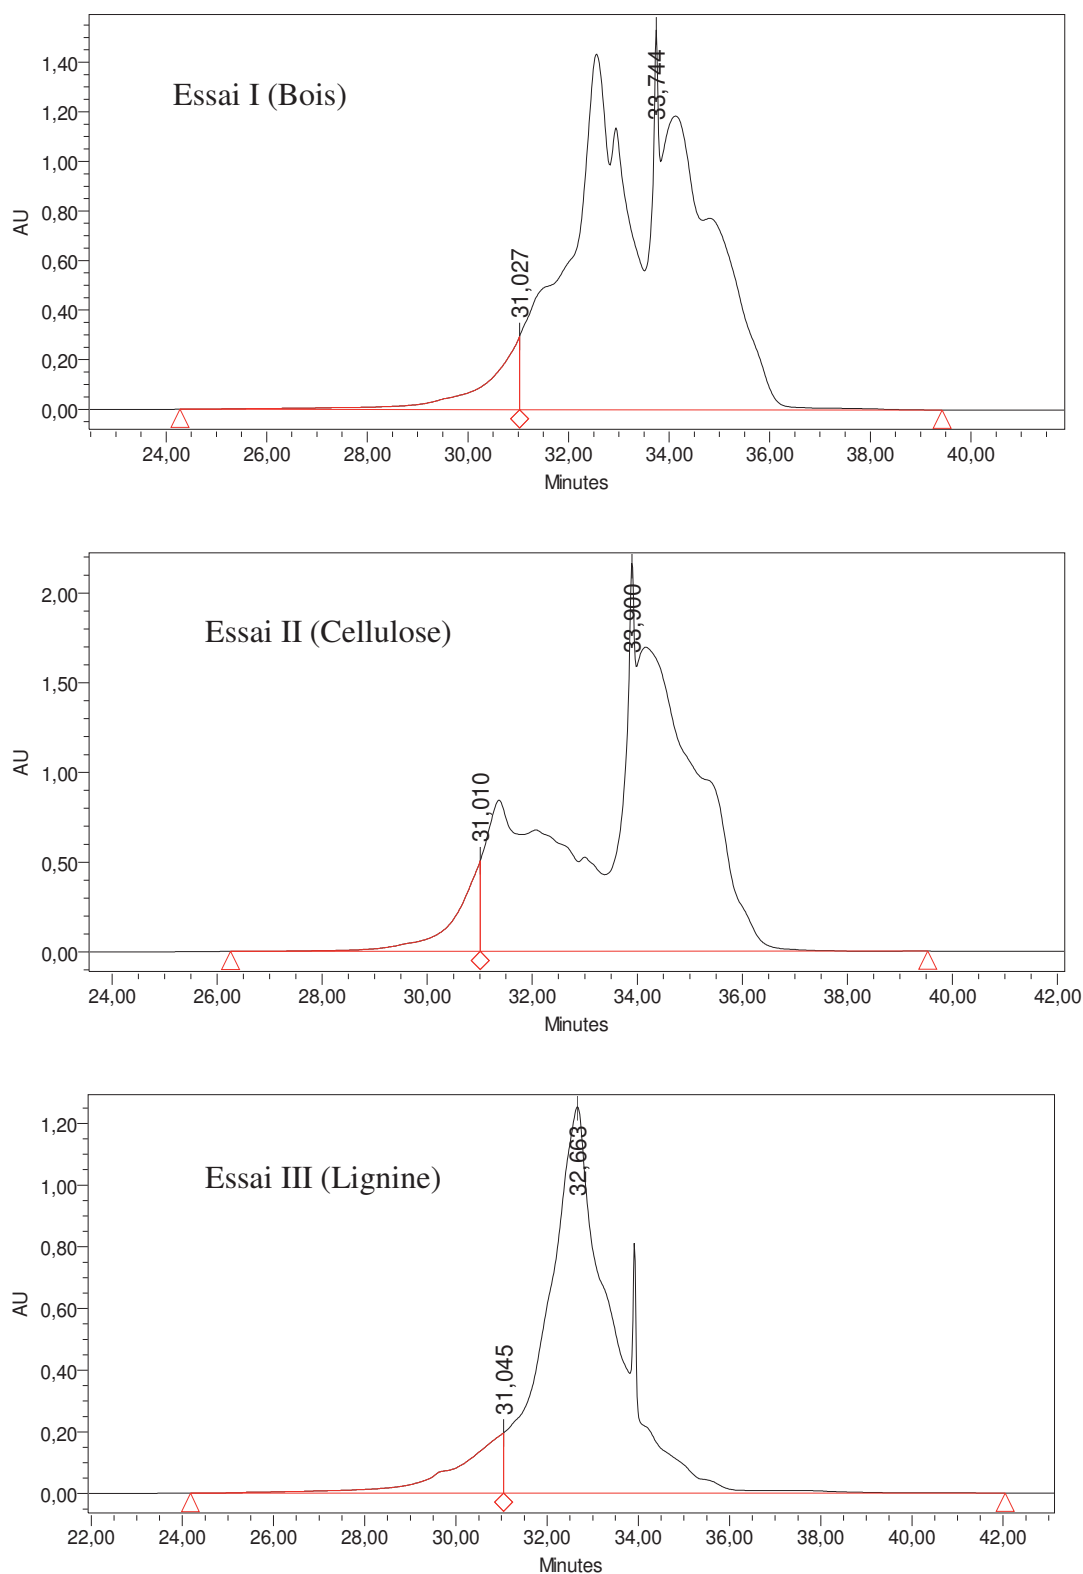 Essai I (Bois)
AU
1,40
1,20
1,00
0,80
0,60
0,40
0,20
0,00
31,027
33,744
24,00 26,00 28,00 30,00 32,00 34,00 36,00 38,00 40,00
Minutes
Essai II (Cellulose)
AU
2,00
1,50
1,00
0,50
0,00
31,010
33,900
24,00 26,00 28,00 30,00 32,00 34,00 36,00 38,00 40,00 42,00
Minutes
Essai III (Lignine)
AU
1,20
1,00
0,80
0,60
0,40
0,20
0,00
31,045
32,663
22,00 24,00 26,00 28,00 30,00 32,00 34,00 36,00 38,00 40,00 42,00
Minutes